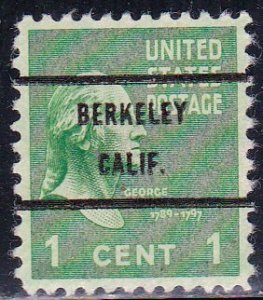 UNITED
STATES
POSTAGE
BERKELEY
CALIF.
GEORGE
1789-1797
1 CENT 1